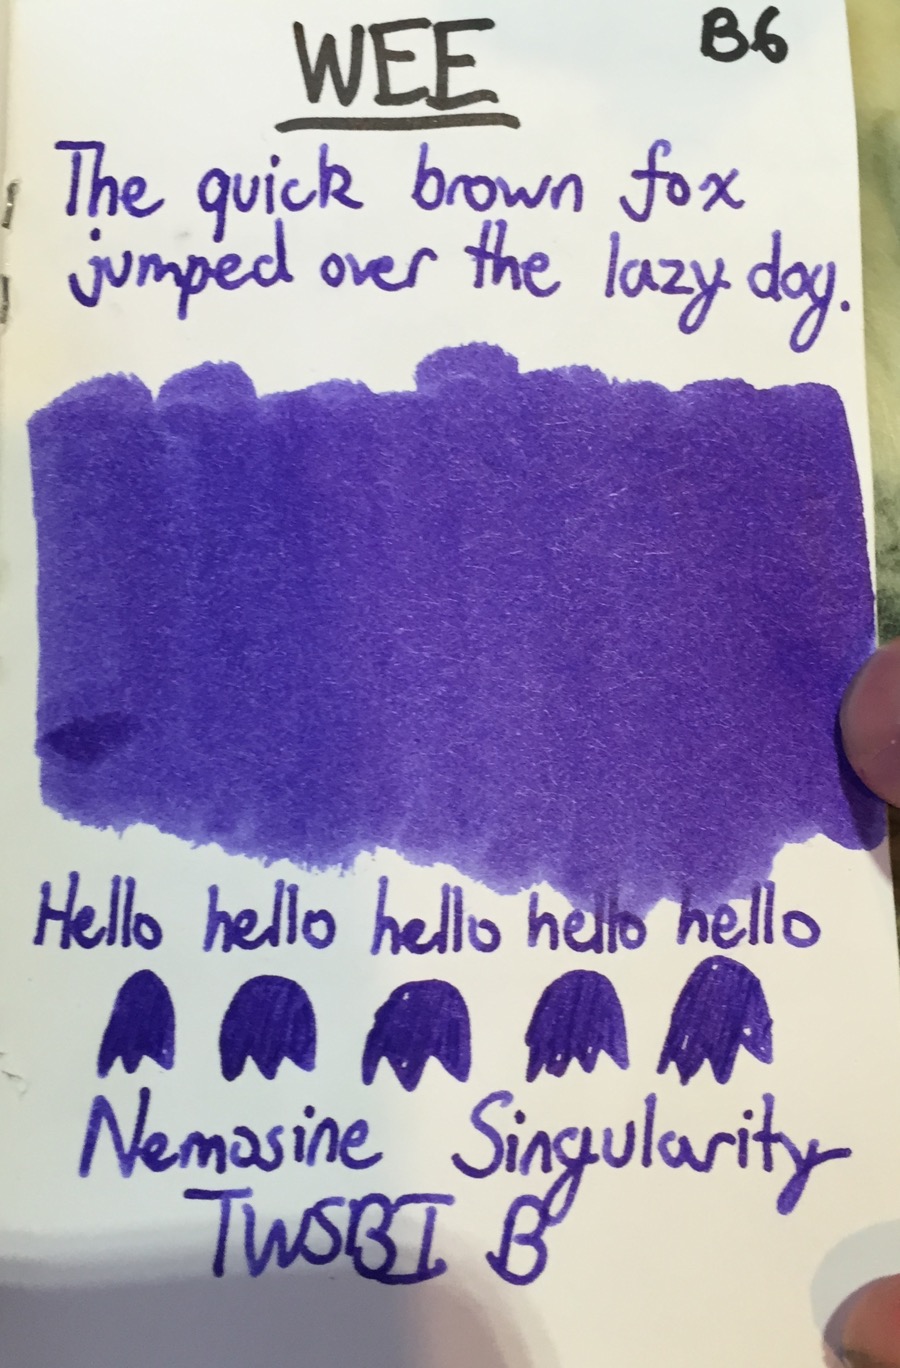 WEE
B6
The quick brown fox
jumped over the lazy dog.
Hello hello hello hello hello
Nemosine Singularity
TWSBI B